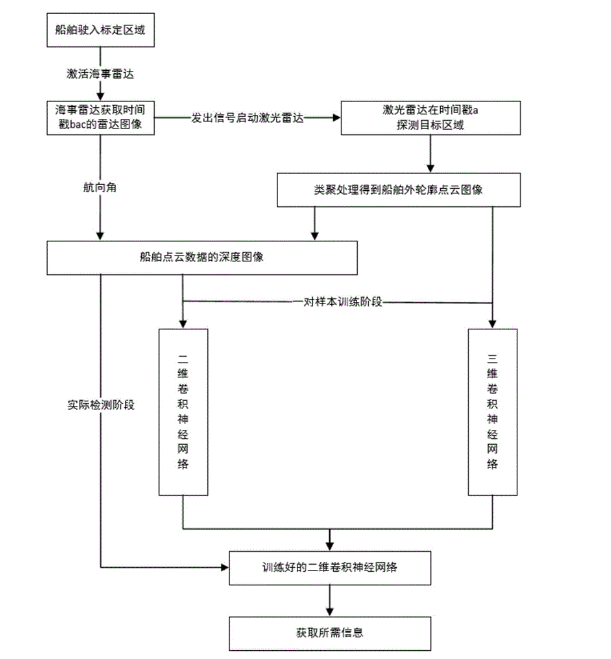 船舶驶入标定区域
激活海事雷达
海事雷达获取时间
戳bac的雷达图像
发出信号启动激光雷达
激光雷达在时间戳a
探测目标区域
航向角
类聚处理得到船舶外轮廓点云图像
船舶点云数据的深度图像
对样本训练阶段
二维卷积神经网络
三维卷积神经网络
实际检测阶段
训练好的二维卷积神经网络
获取所需信息